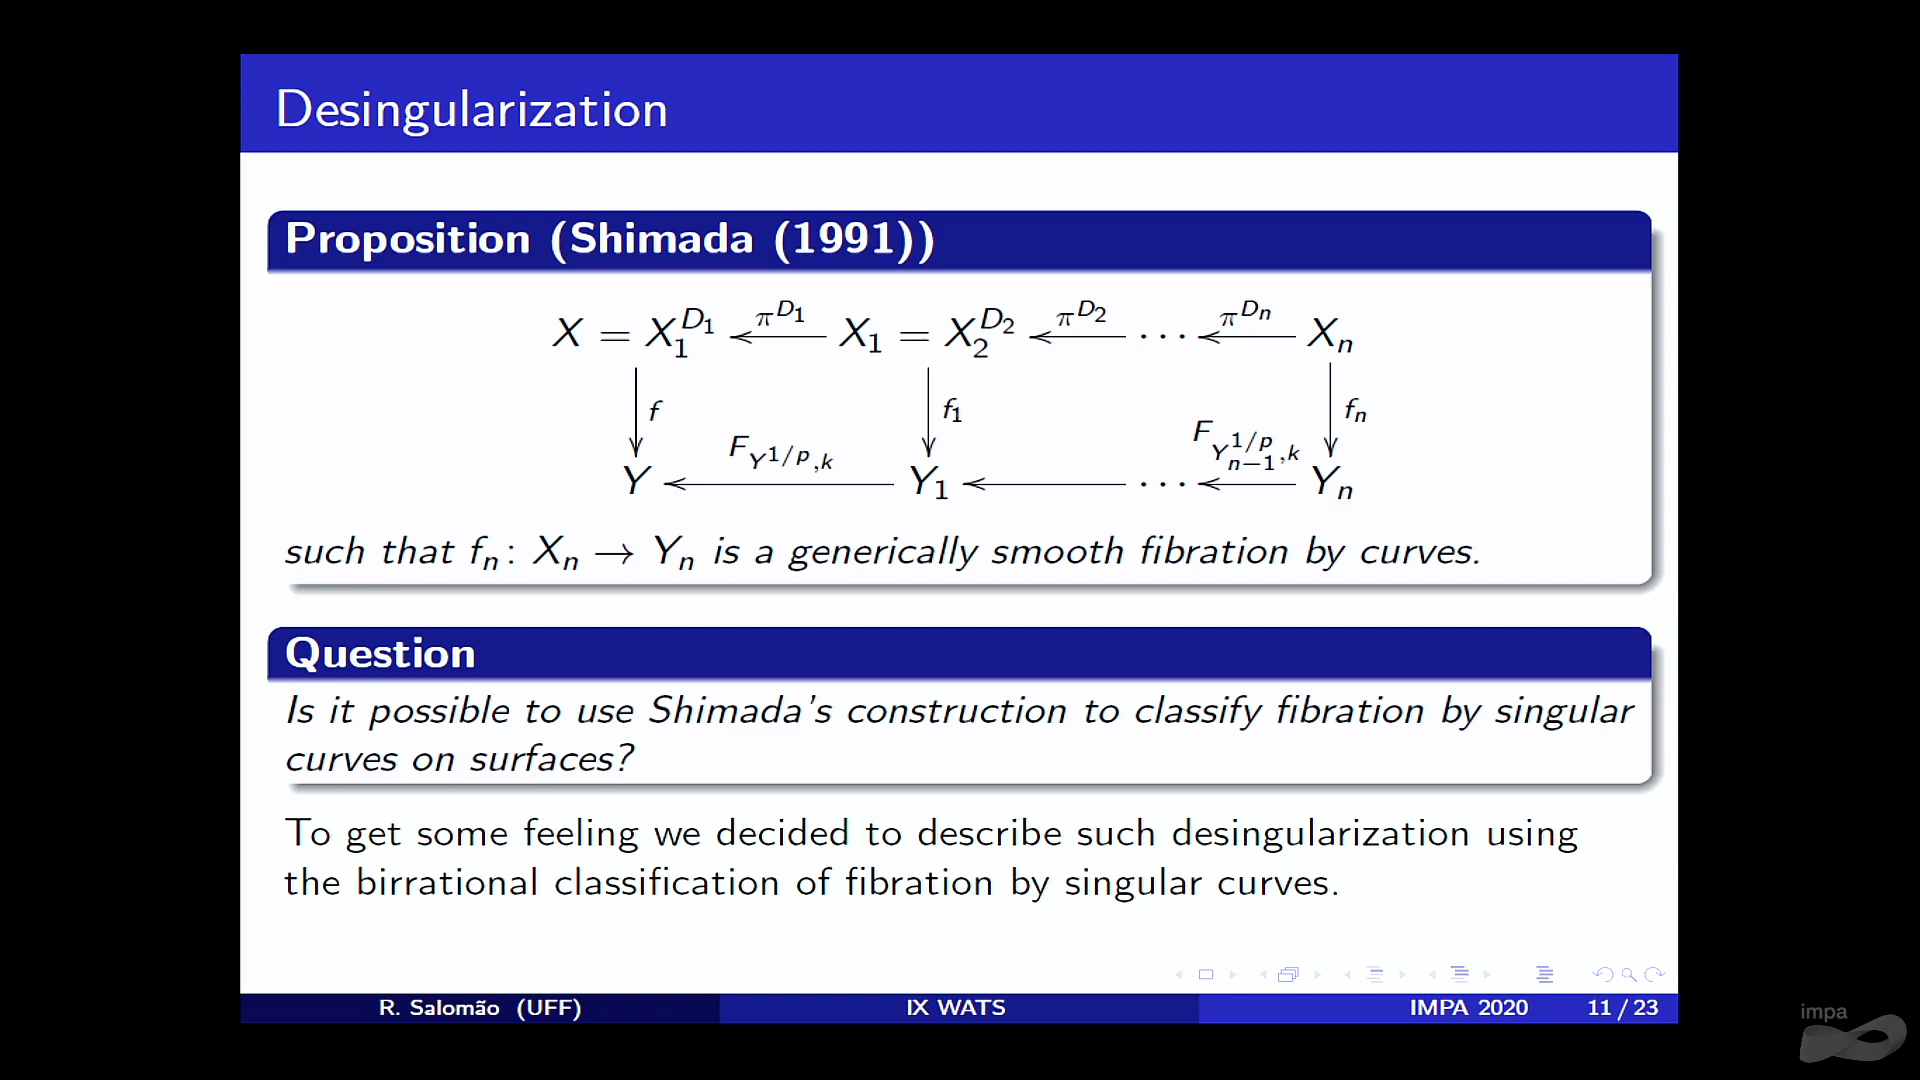 Desingularization
Proposition (Shimada (1991))
X = X_1^{D_1} ←^{π^{D_1}} X_1 = X_2^{D_2} ←^{π^{D_2}} ··· ←^{π^{D_n}} X_n
f f_1 f_n
Y ←^{F_{Y^{1/p},k}} Y_1 ← ··· ←^{F_{Y_{n-1}^{1/p},k}} Y_n
such that f_n: X_n → Y_n is a generically smooth fibration by curves.
Question
Is it possible to use Shimada's construction to classify fibration by singular
curves on surfaces?
To get some feeling we decided to describe such desingularization using
the birrational classification of fibration by singular curves.
R. Salomão (UFF) IX WATS IMPA 2020 11 / 23
impa